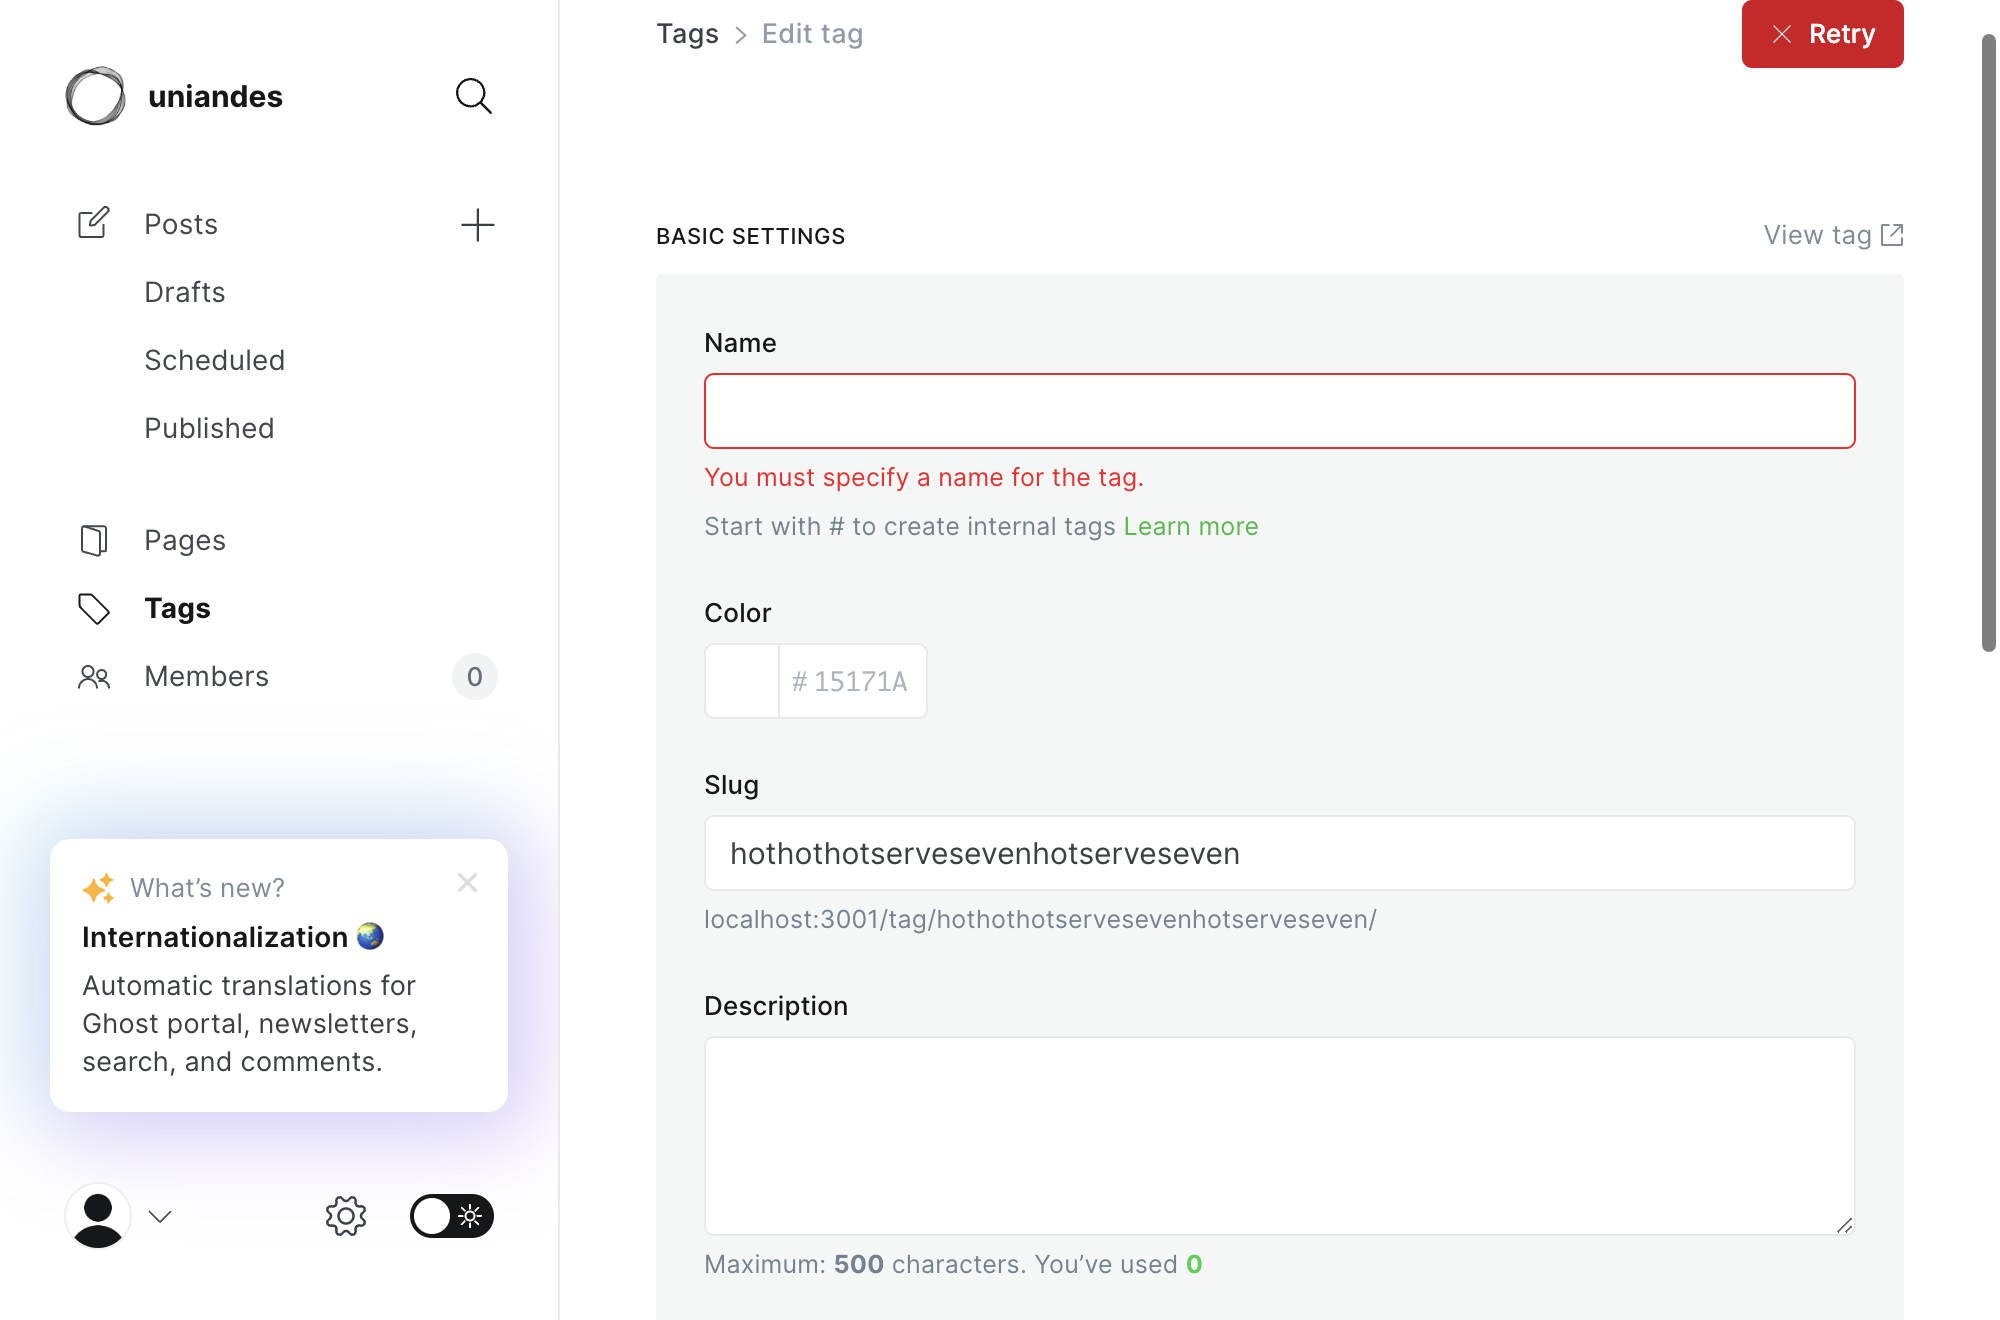 uniandes
Posts
Drafts
Scheduled
Published
Pages
Tags
Members 0
What's new?
Internationalization
Automatic translations for
Ghost portal, newsletters,
search, and comments.
Tags > Edit tag
Retry
BASIC SETTINGS
View tag
Name
You must specify a name for the tag.
Start with # to create internal tags Learn more
Color
# 15171A
Slug
hothothotservesevenhotserveseven
localhost:3001/tag/hothothotservesevenhotserveseven/
Description
Maximum: 500 characters. You’ve used 0